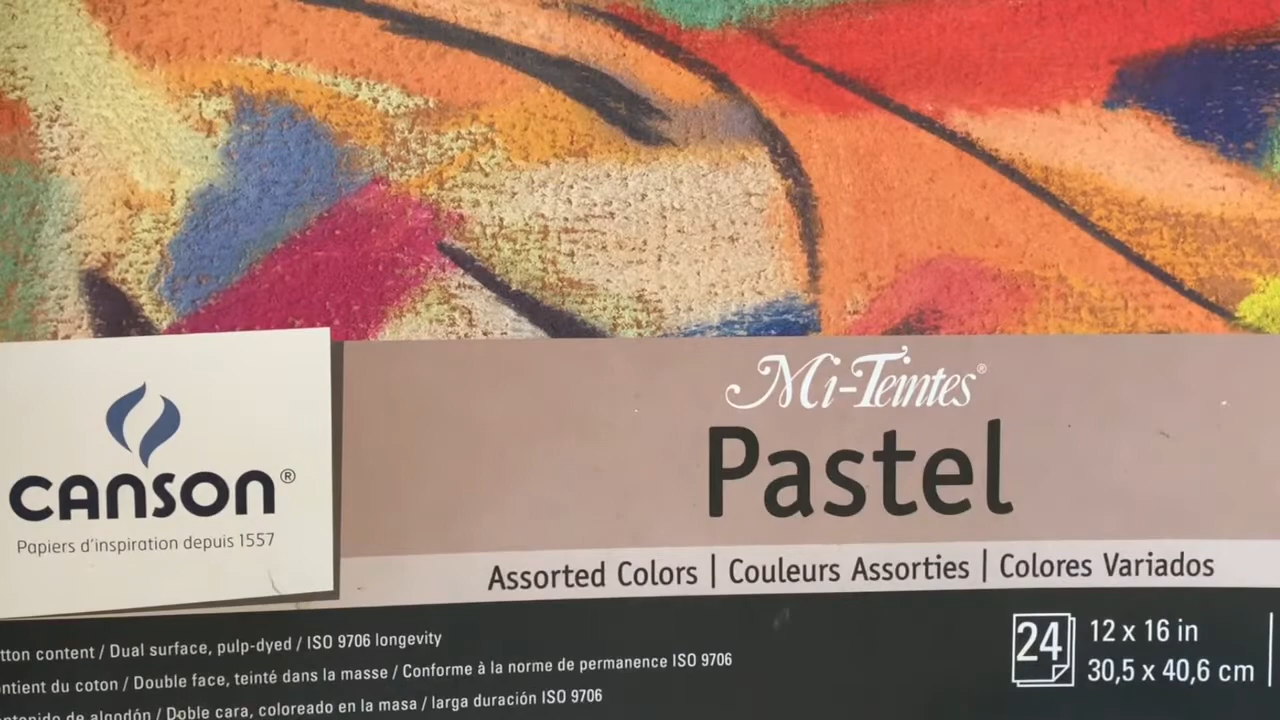 Mi-Teintes®
Pastel
CANSON®
Papiers d'inspiration depuis 1557
Assorted Colors | Couleurs Assorties | Colores Variados
content / Dual surface, pulp-dyed / ISO 9706 longevity
du coton / Double face, teinté dans la masse / Conforme à la norme de permanence ISO 9706
de algodón / Doble cara, coloreado en la masa / larga duración ISO 9706
24
12 x 16 in
30,5 x 40,6 cm